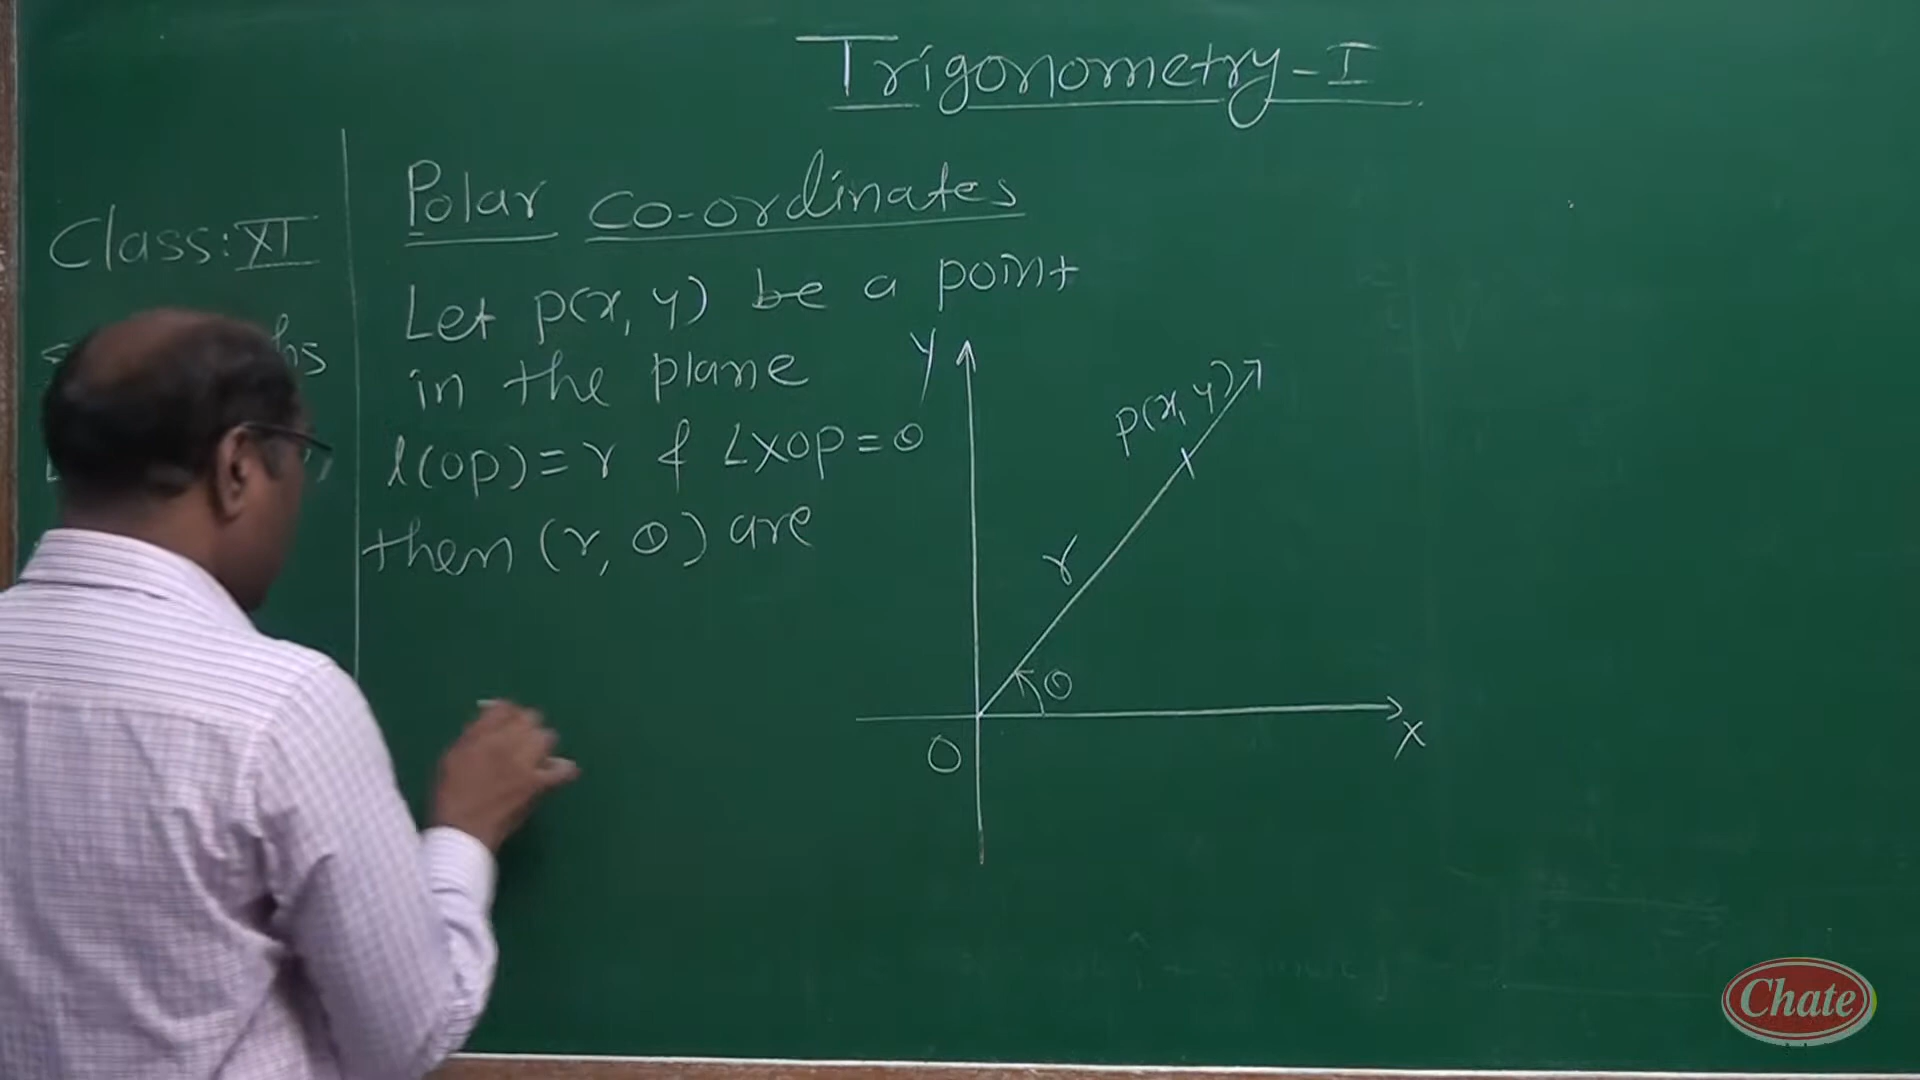 Trigonometry-I
Class: XI
Polar co-ordinates
Let p(x, y) be a point
in the plane
l(op) = r & ∠XOP = θ
then (r, θ) are
Y
p(x, y)
r
θ
X
O
Chate